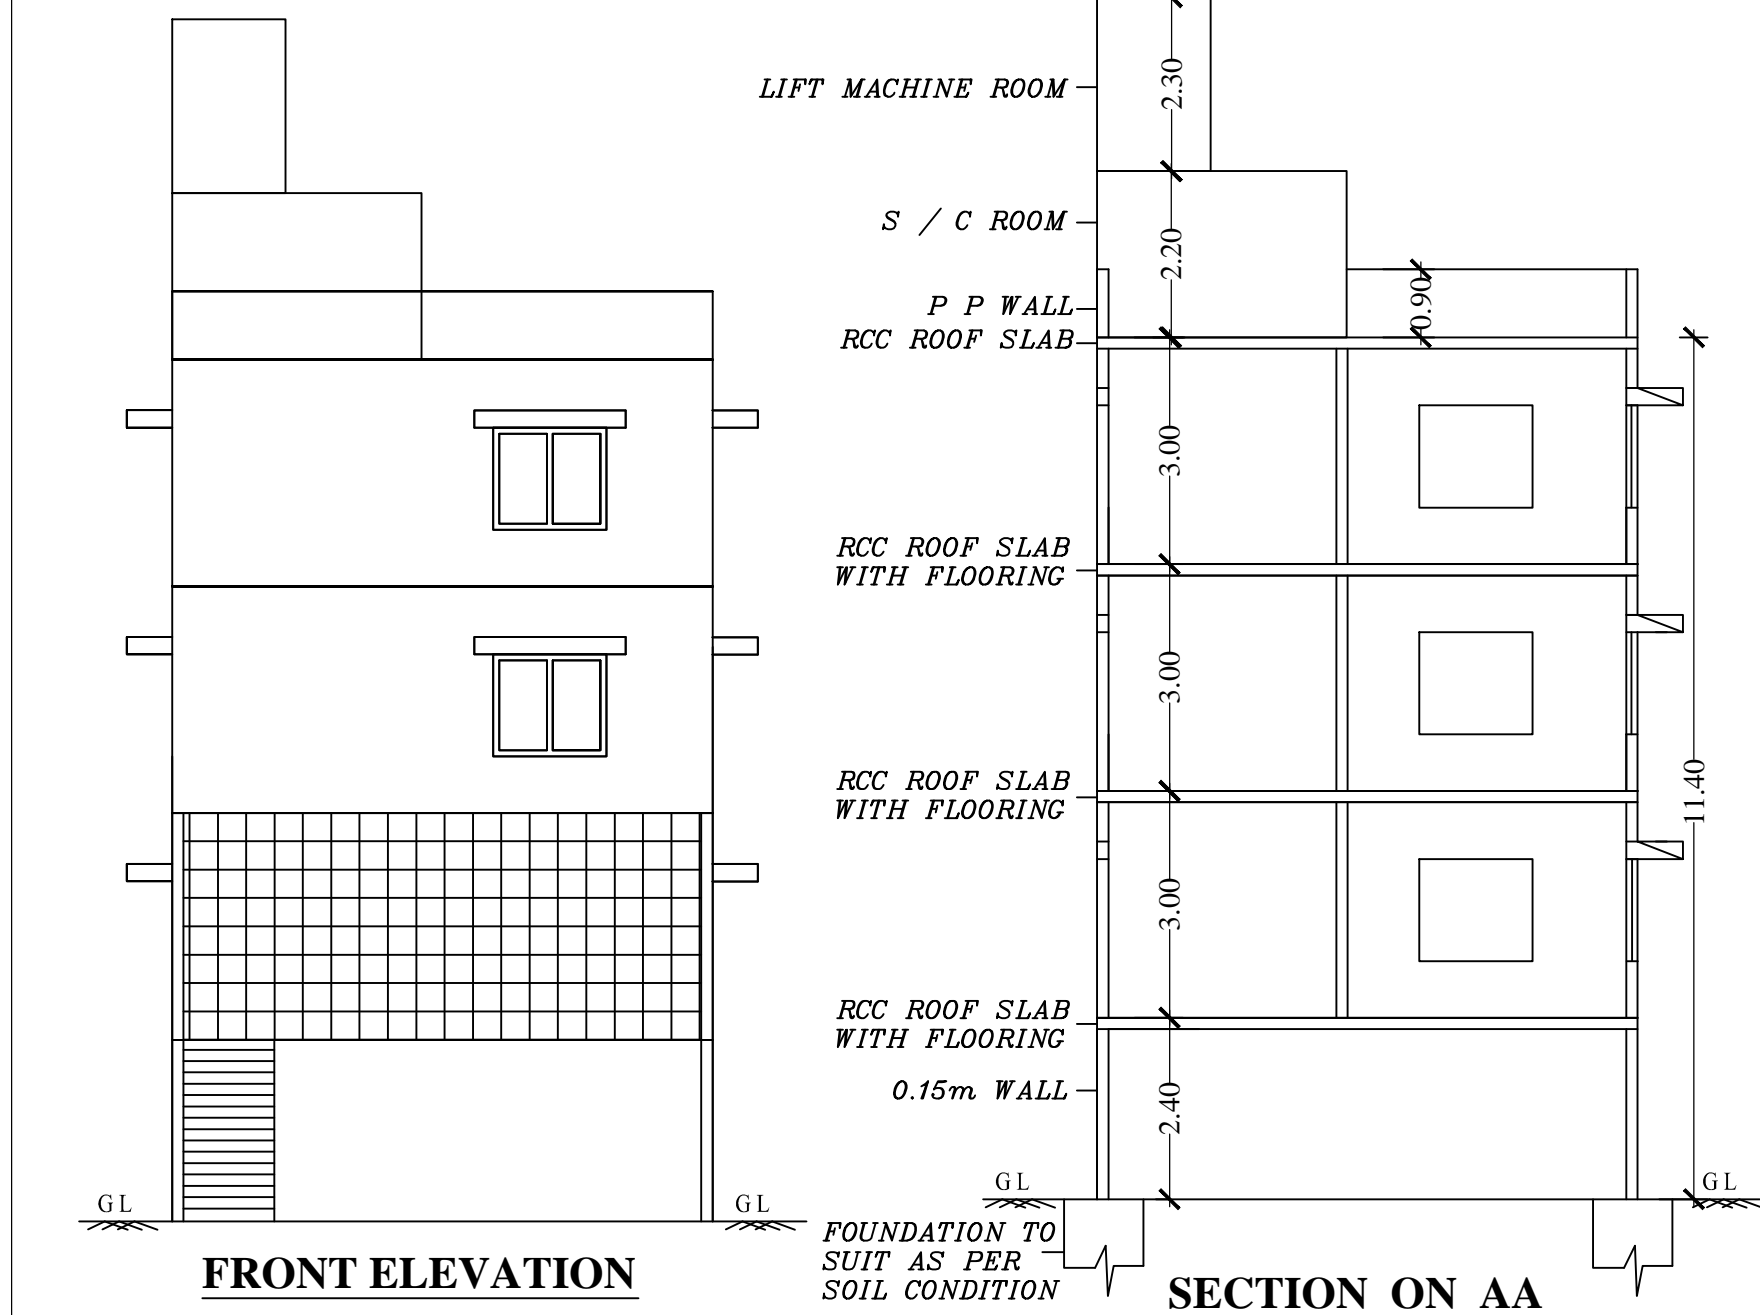 LIFT MACHINE ROOM
2.30
S / C ROOM
2.20
P P WALL
0.90
RCC ROOF SLAB
3.00
RCC ROOF SLAB
WITH FLOORING
3.00
RCC ROOF SLAB
WITH FLOORING
11.40
3.00
RCC ROOF SLAB
WITH FLOORING
0.15m WALL
2.40
GL
GL
GL
GL
FOUNDATION TO
SUIT AS PER
SOIL CONDITION
FRONT ELEVATION
SECTION ON AA